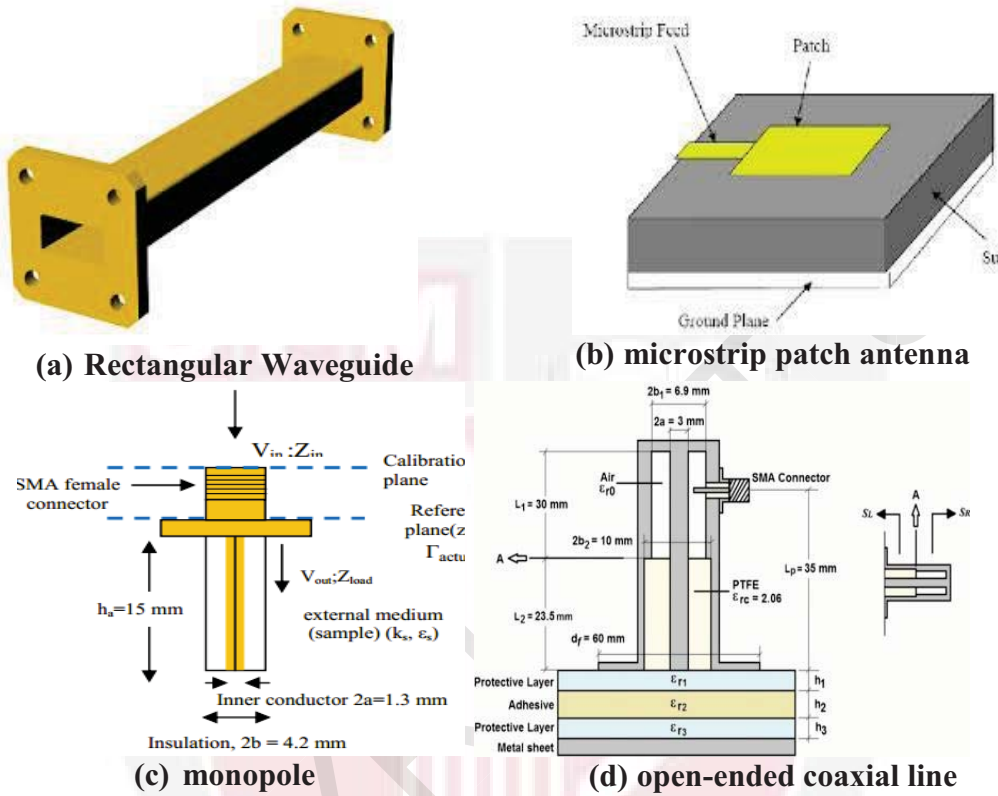 Microstrip Feed
Patch
Ground Plane
(a) Rectangular Waveguide
(b) microstrip patch antenna
Vin ;Zin
SMA female
connector
Calibration
plane
plane(z
Vout;Zload
hₐ=15 mm
external medium
(sample) (kₛ, εₛ)
Inner conductor 2a=1.3 mm
Insulation, 2b = 4.2 mm
(c) monopole
2b₁ = 6.9 mm
2a = 3 mm
Air
εr0
SMA Connector
L₁ = 30 mm
2b₂ = 10 mm
A
A
SL
SR
Lp = 35 mm
PTFE
εrc = 2.06
L₂ = 23.5 mm
df = 60 mm
Protective Layer
εr1
h₁
Adhesive
εr2
h₂
Protective Layer
εr3
h₃
Metal sheet
(d) open-ended coaxial line